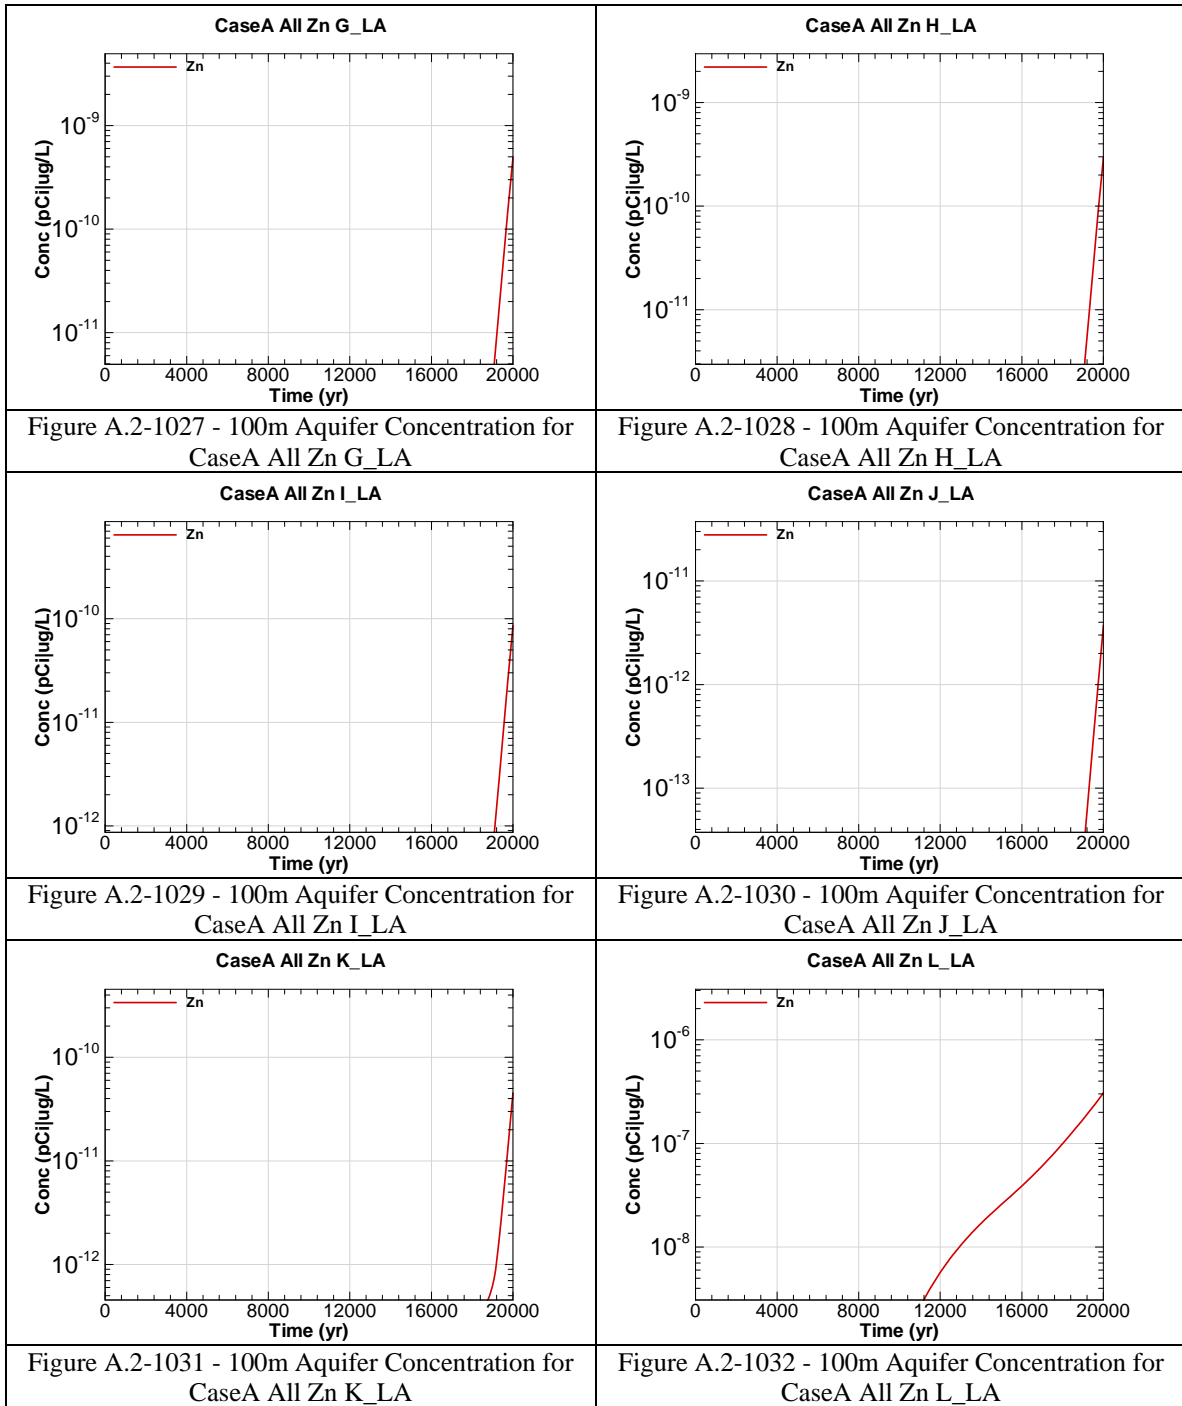 CaseA All Zn G_LA
Zn
10-9
10-10
10-11
Conc (pCi|ug/L)
0 4000 8000 12000 16000 20000
Time (yr)
Figure A.2-1027 - 100m Aquifer Concentration for
CaseA All Zn G_LA
CaseA All Zn H_LA
Zn
10-9
10-10
10-11
Conc (pCi|ug/L)
0 4000 8000 12000 16000 20000
Time (yr)
Figure A.2-1028 - 100m Aquifer Concentration for
CaseA All Zn H_LA
CaseA All Zn I_LA
Zn
10-10
10-11
10-12
Conc (pCi|ug/L)
0 4000 8000 12000 16000 20000
Time (yr)
Figure A.2-1029 - 100m Aquifer Concentration for
CaseA All Zn I_LA
CaseA All Zn J_LA
Zn
10-11
10-12
10-13
Conc (pCi|ug/L)
0 4000 8000 12000 16000 20000
Time (yr)
Figure A.2-1030 - 100m Aquifer Concentration for
CaseA All Zn J_LA
CaseA All Zn K_LA
Zn
10-10
10-11
10-12
Conc (pCi|ug/L)
0 4000 8000 12000 16000 20000
Time (yr)
Figure A.2-1031 - 100m Aquifer Concentration for
CaseA All Zn K_LA
CaseA All Zn L_LA
Zn
10-6
10-7
10-8
Conc (pCi|ug/L)
0 4000 8000 12000 16000 20000
Time (yr)
Figure A.2-1032 - 100m Aquifer Concentration for
CaseA All Zn L_LA